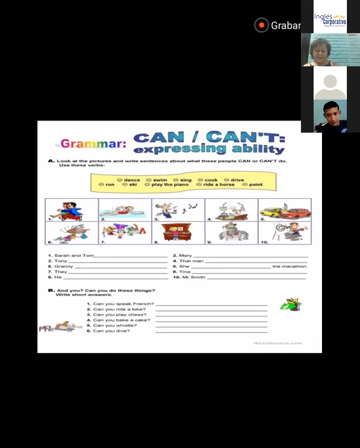 Inglés
Corporativo
Grabar
Grammar: CAN / CAN'T:
expressing ability
A. Look at the pictures and write sentences about what these people CAN or CAN'T do.
Use these verbs:
dance swim sing cook drive
run ski play the piano ride a horse paint
1. 2. 3. 4. 5.
6. 7. 8. 9. 10.
1. Sarah and Tom 2. Mary
3. Tony 4. That man
5. Granny 6. She the marathon
7. They 8. Tina
9. He 10. Mr Smith
B. And you? Can you do these things?
Write short answers.
1. Can you speak French?
2. Can you ride a bike?
3. Can you play chess?
4. Can you bake a cake?
5. Can you whistle?
6. Can you dive?